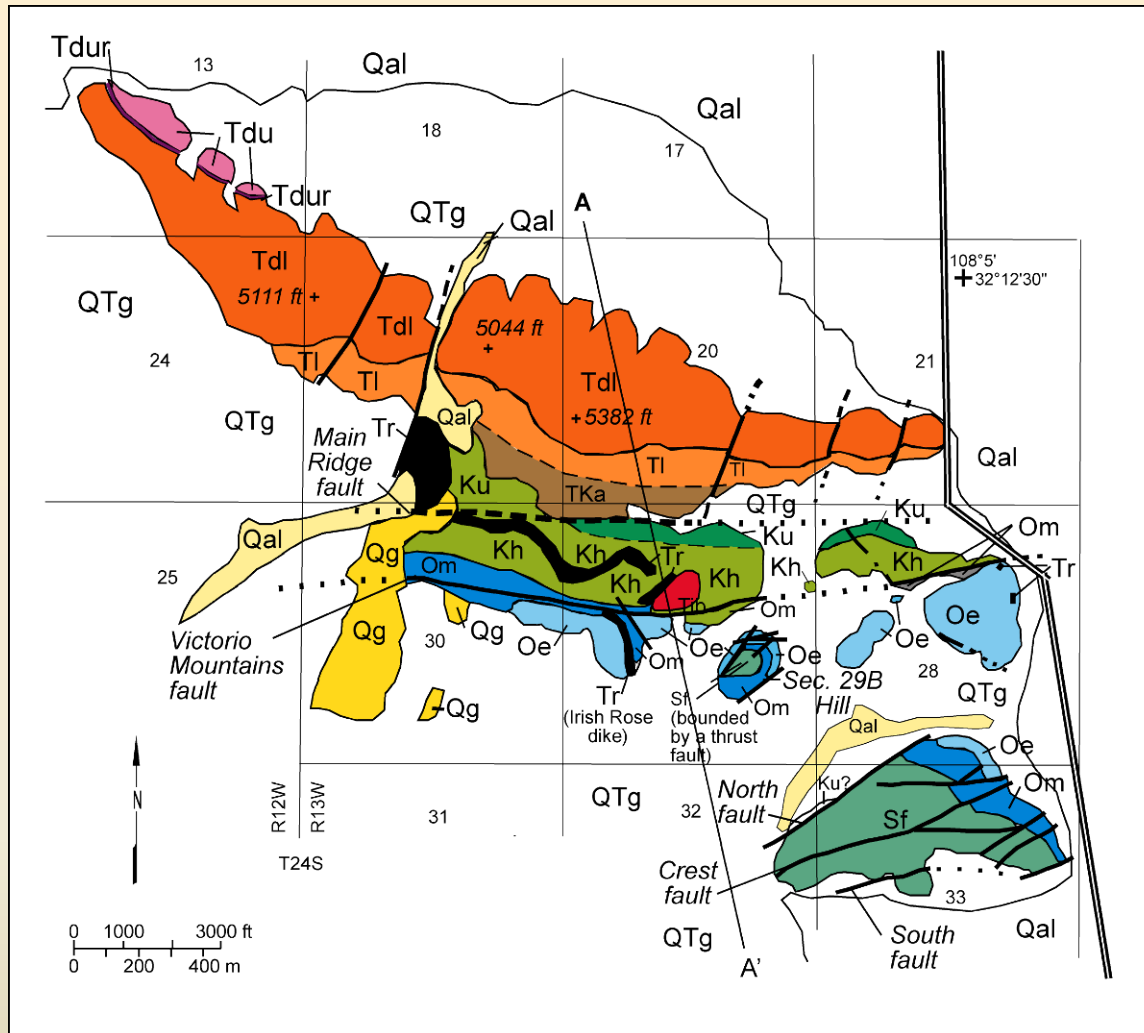 Tdur
13
Qal
Tdu
18
Qal
17
Tdur
QTg
Qal
A
108°5'
32°12'30"
QTg
Tdl
5111 ft
Tdl
5044 ft
20
21
24
Tl
Tl
Tdl
5382 ft
QTg
Main
Ridge
fault
Tr
Qal
Tl
Tl
Qal
Ku
TKa
QTg
Ku
Ku
Om
Qal
Qg
Kh
Kh
Tr
Kh
Kh
Kh
Kh
Tr
25
Om
Tib
Om
Oe
Victorio
Mountains
fault
30
Qg
Oe
Om
Oe
Oe
Sec. 29B
Hill
Oe
28
Qg
Tr
(Irish Rose
dike)
Sf
(bounded
by a thrust
fault)
Om
QTg
Qal
Oe
N
R12W
R13W
31
QTg
32
North
fault
Ku?
Sf
Om
T24S
Crest
fault
33
0 1000 3000 ft
0 200 400 m
QTg
A'
South
fault
Qal